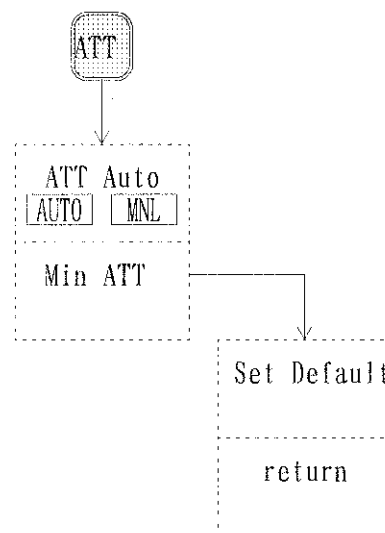 ATT
ATT Auto
AUTO MNL
Min ATT
Set Default
return